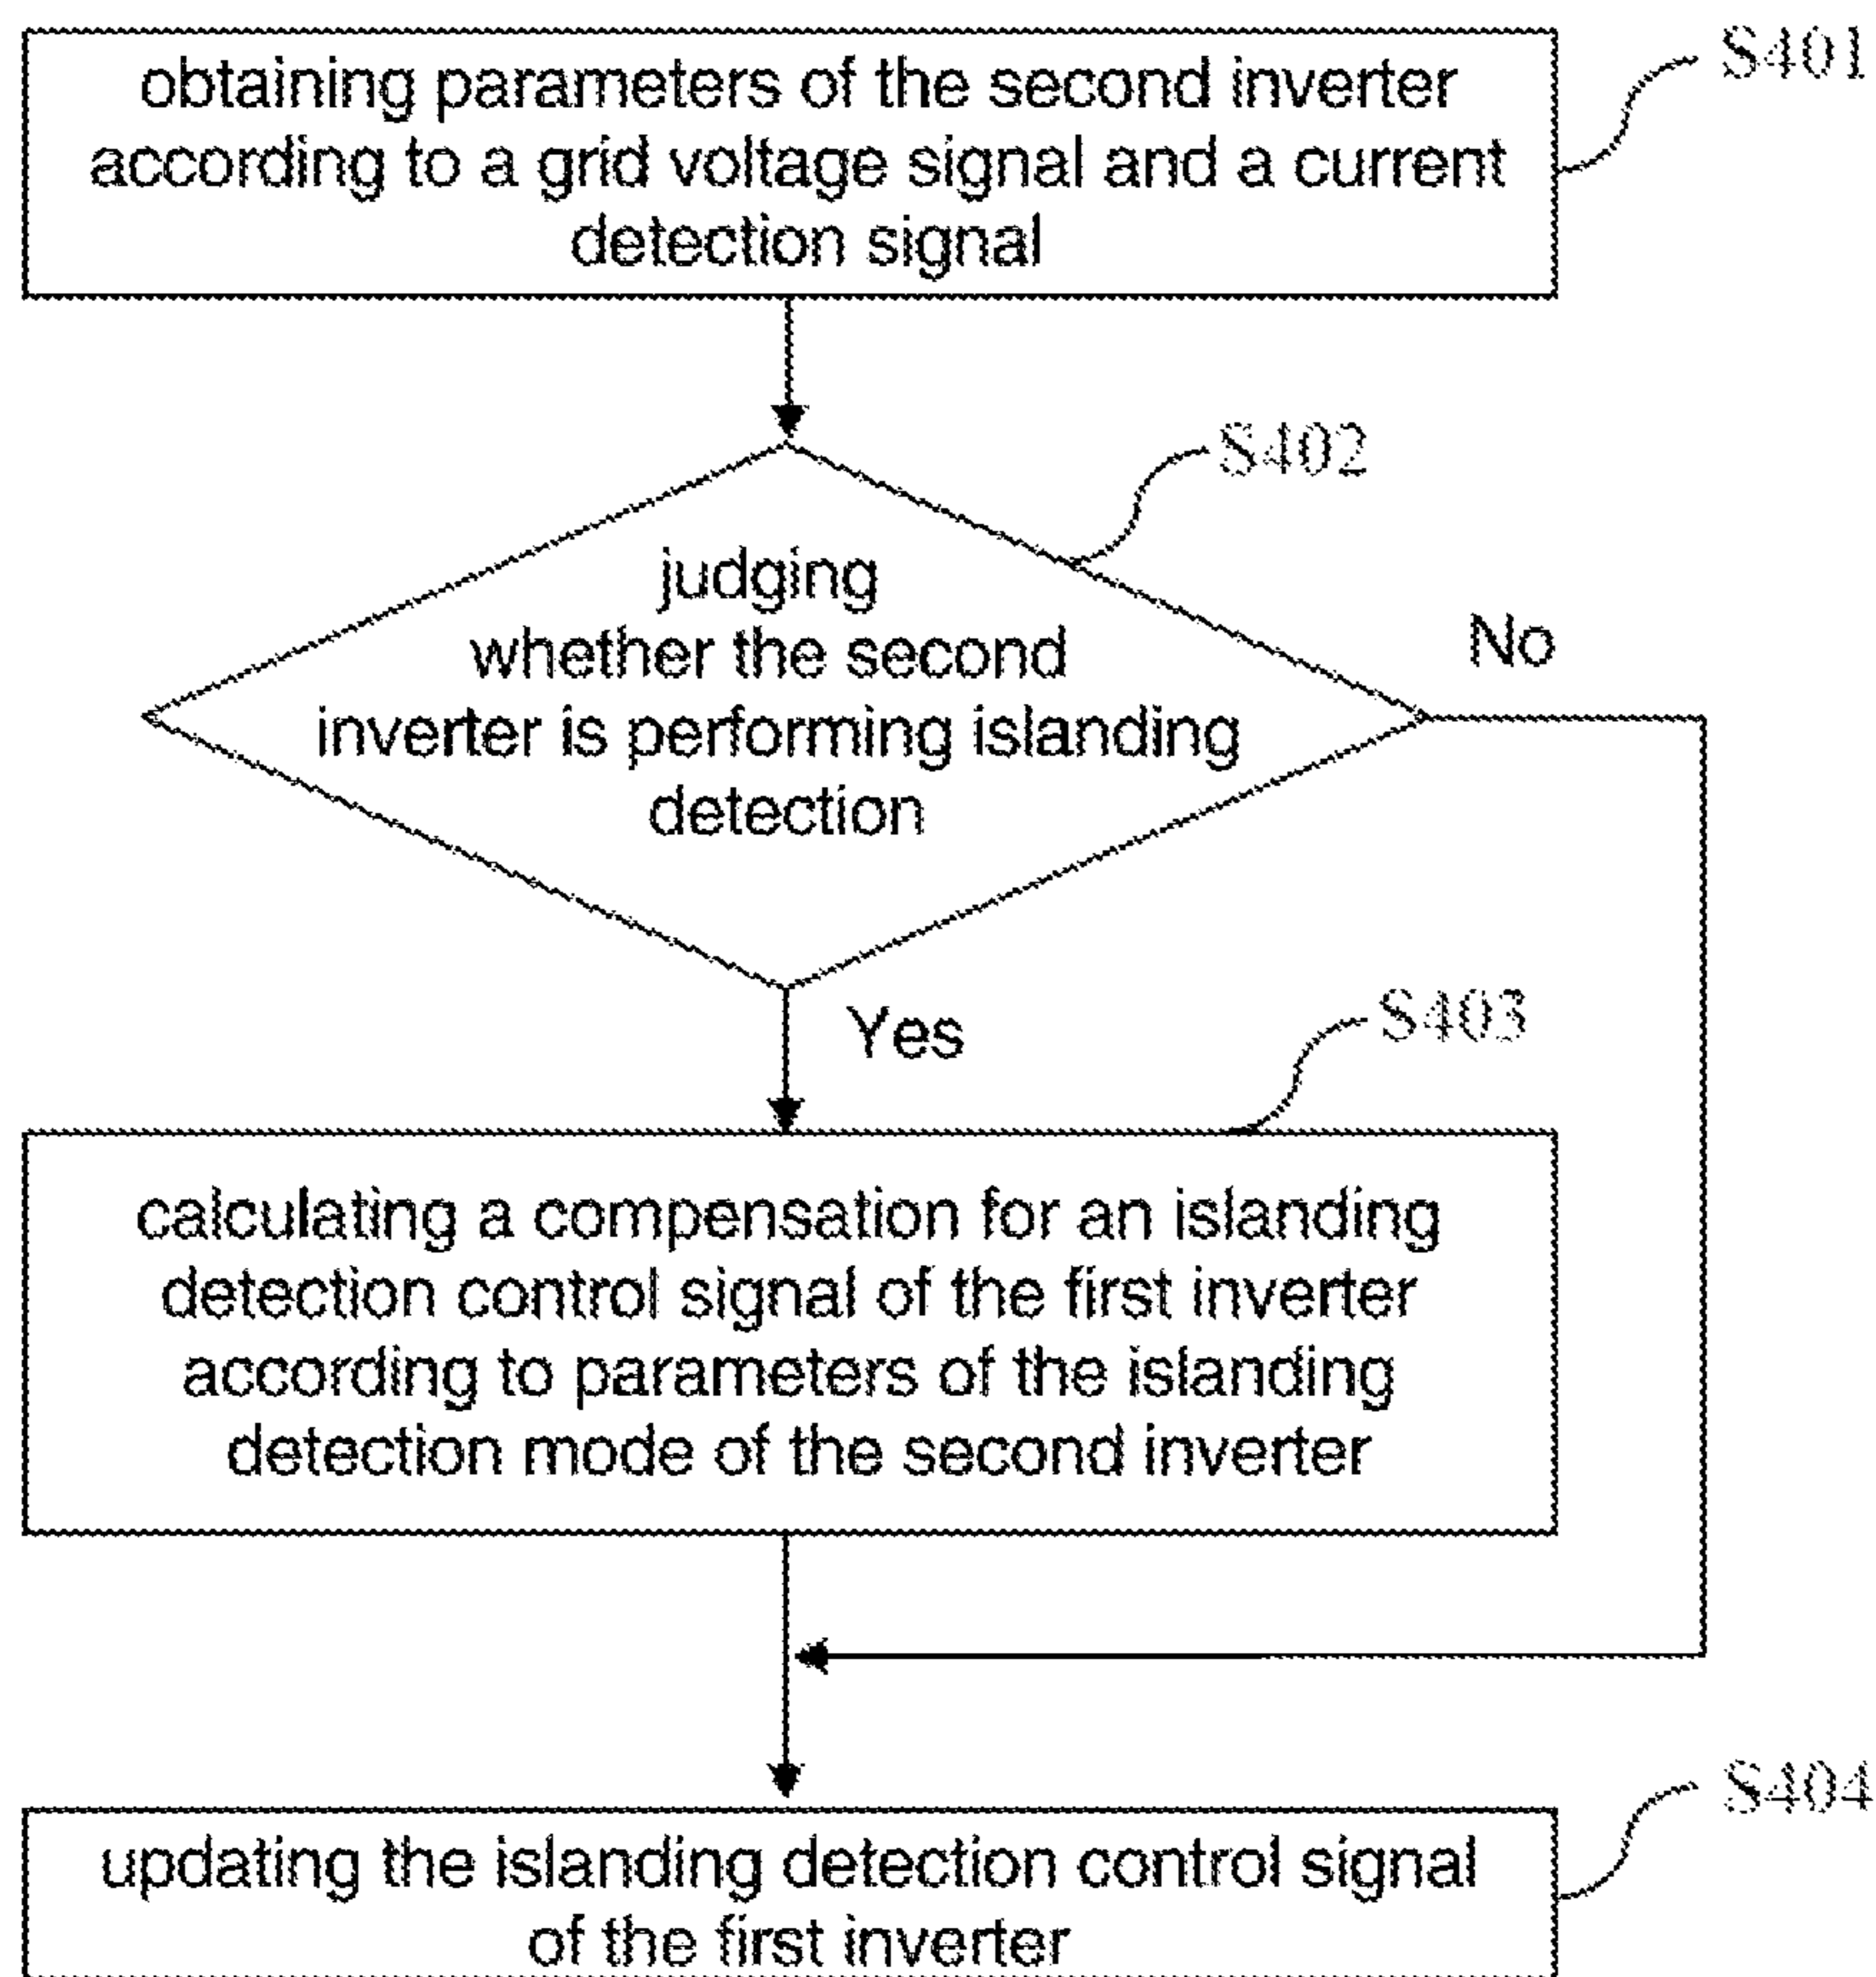 obtaining parameters of the second inverter
according to a grid voltage signal and a current
detection signal
S401
judging
whether the second
inverter is performing islanding
detection
S402
No
Yes
S403
calculating a compensation for an islanding
detection control signal of the first inverter
according to parameters of the islanding
detection mode of the second inverter
updating the islanding detection control signal
of the first inverter
S404